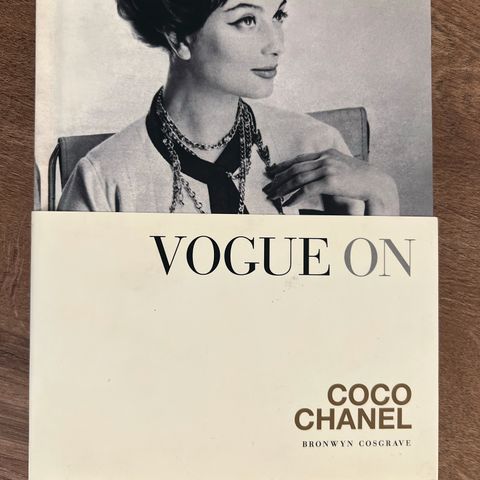 VOGUE ON
COCO
CHANEL
BRONWYN COSGRAVE